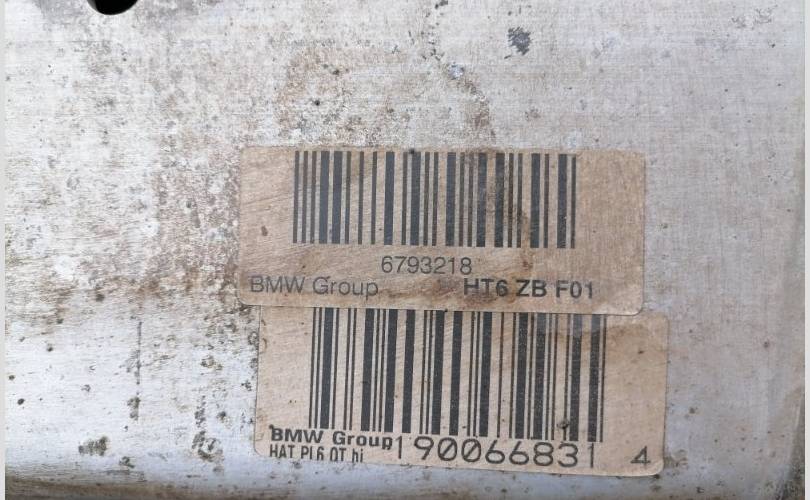 6793218
BMW Group HT6 ZB F01
BMW Group 190066831 4
HAT PL6 OT hi